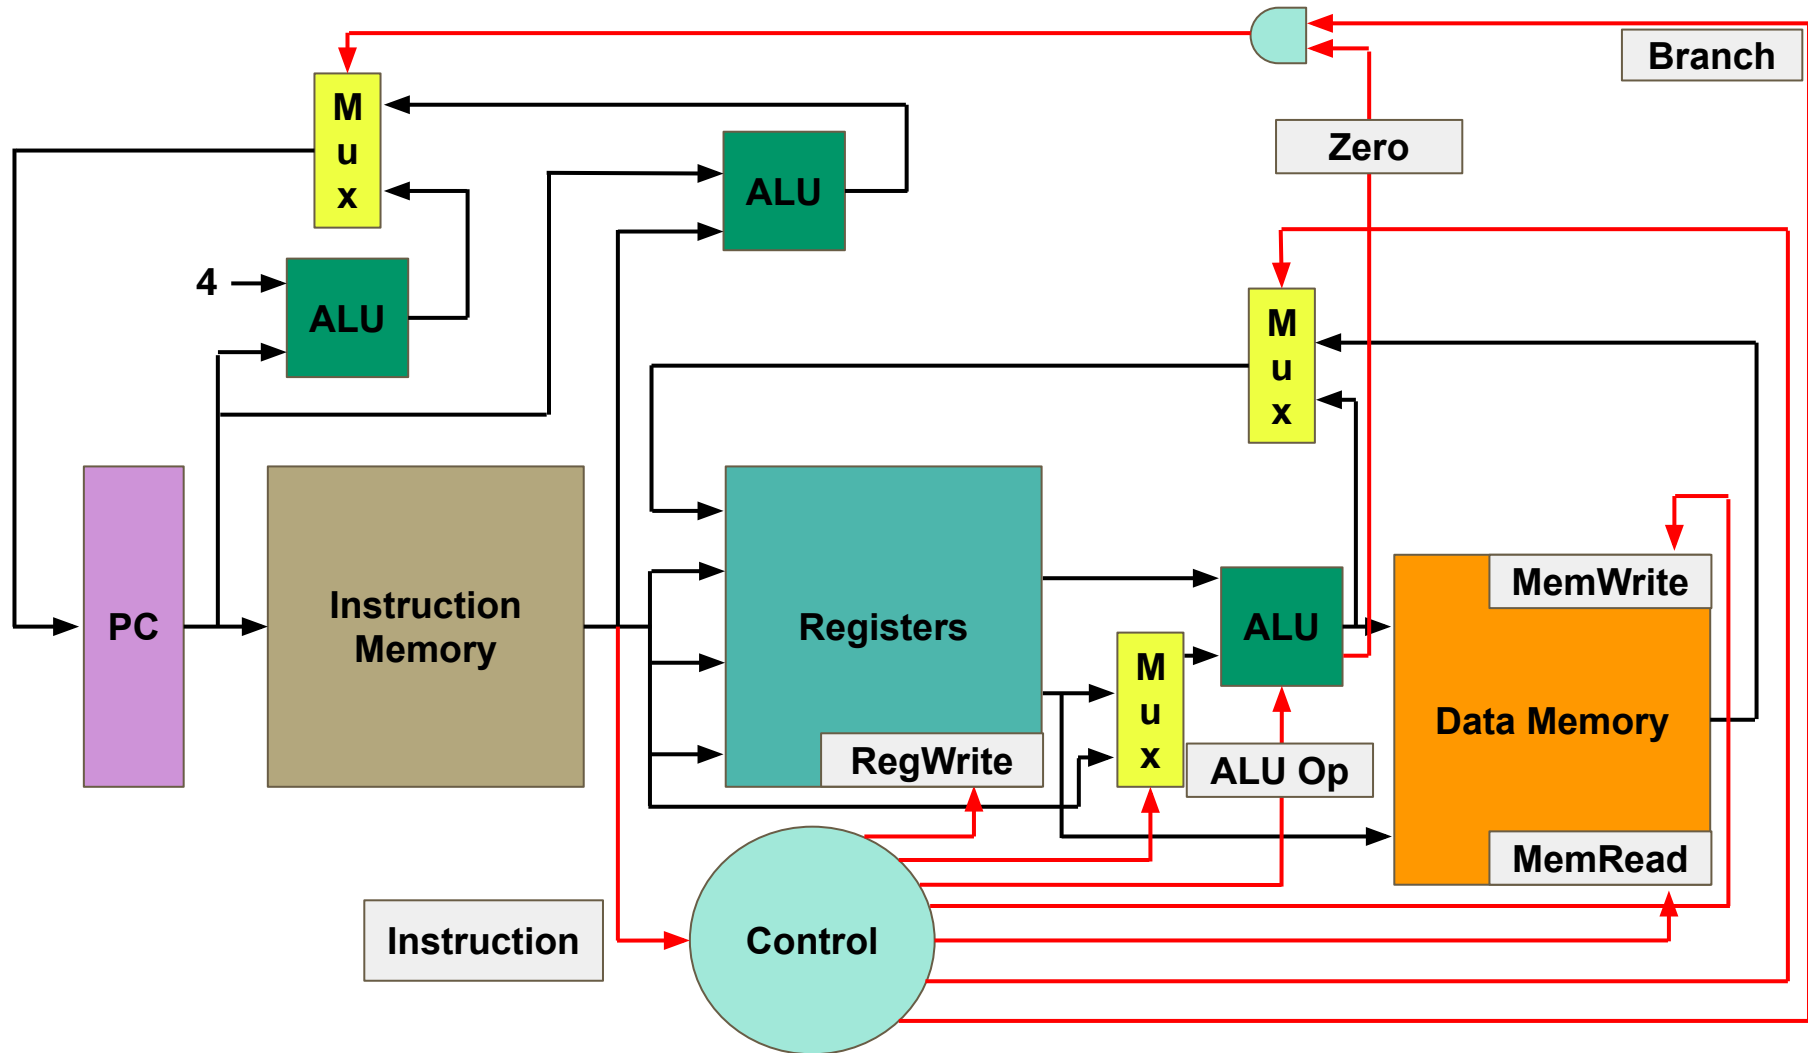 Branch
M
u
x
Zero
ALU
4
ALU
M
u
x
PC
Instruction
Memory
Registers
RegWrite
M
u
x
ALU
ALU Op
MemWrite
Data Memory
MemRead
Instruction
Control